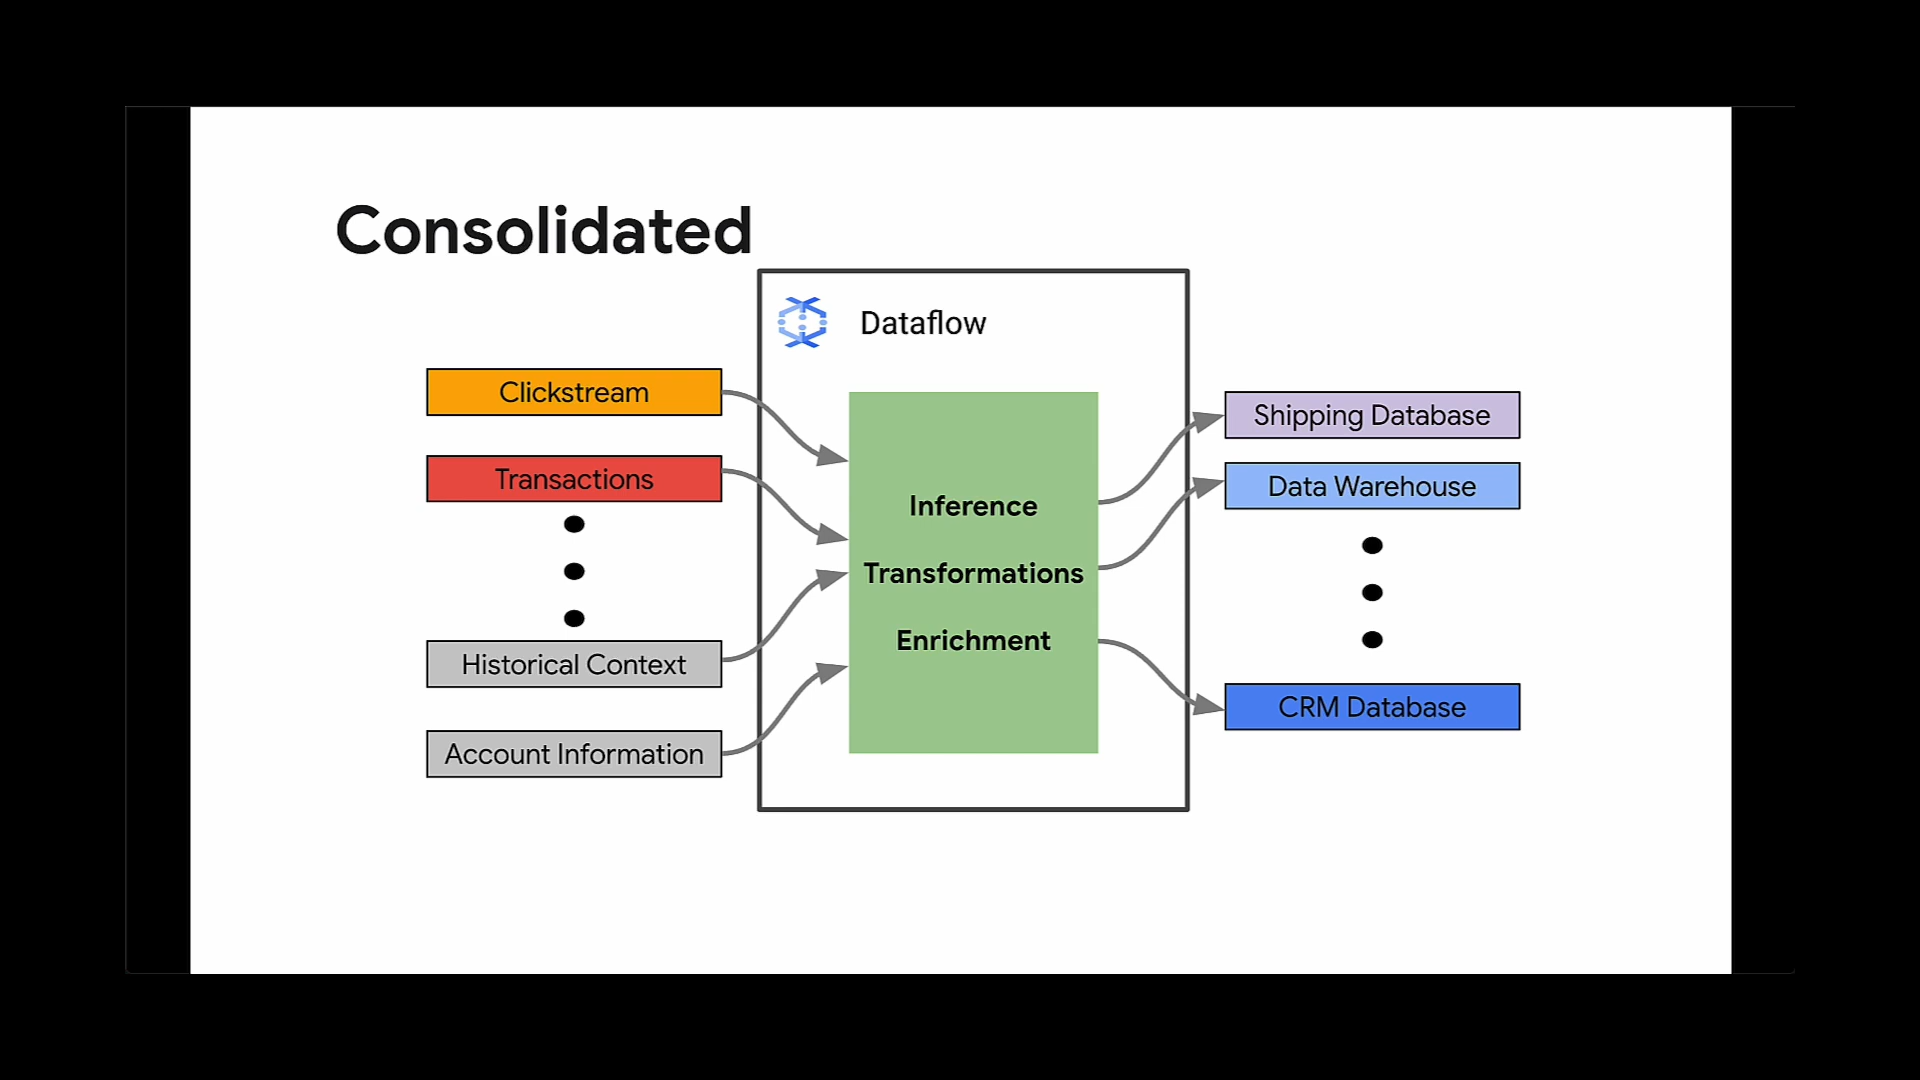 Consolidated
Dataflow
Clickstream
Transactions
Historical Context
Account Information
Inference
Transformations
Enrichment
Shipping Database
Data Warehouse
CRM Database